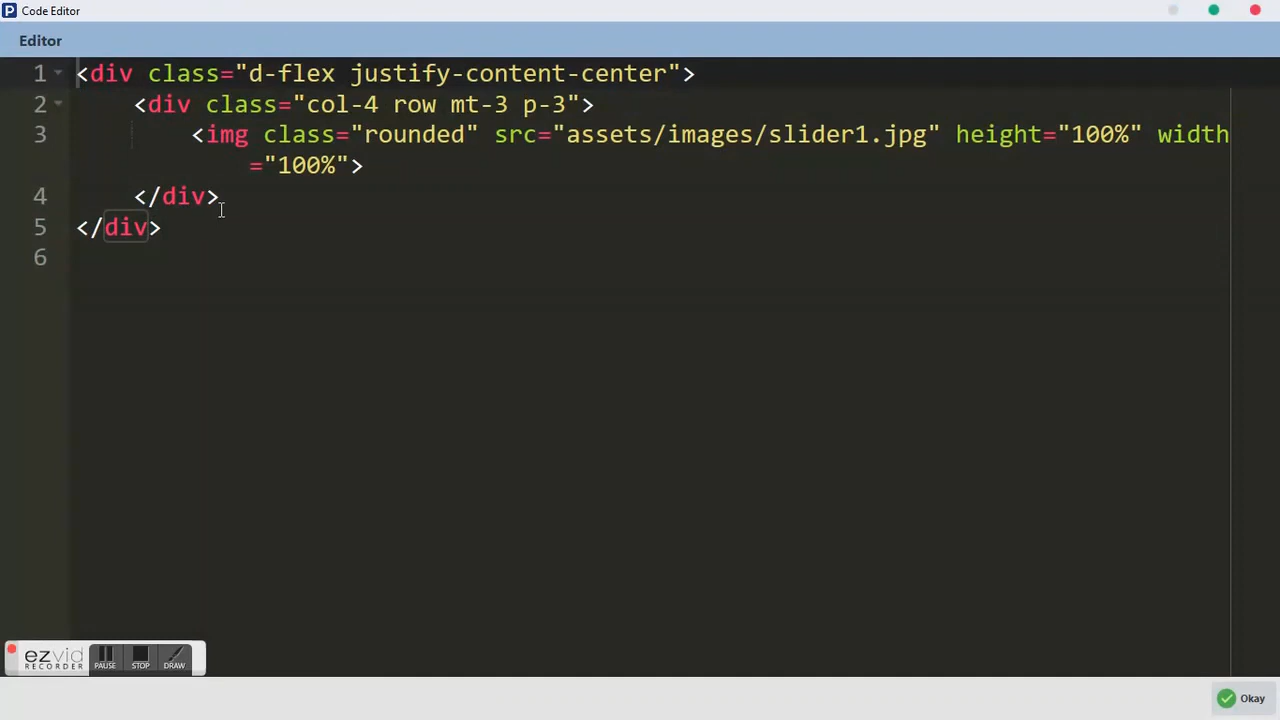 Code Editor
Editor
1 <div class="d-flex justify-content-center">
2 <div class="col-4 row mt-3 p-3">
3 <img class="rounded" src="assets/images/slider1.jpg" height="100%" width
="100%">
4 </div>
5 </div>
6
ezvid
RECORDER
PAUSE STOP DRAW
Okay